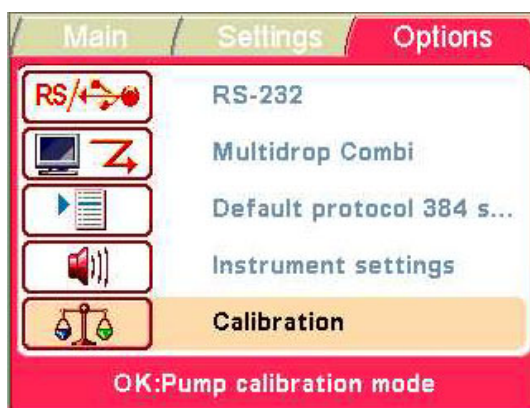 Main Settings Options
RS/ RS-232
Multidrop Combi
Default protocol 384 s...
Instrument settings
Calibration
OK:Pump calibration mode